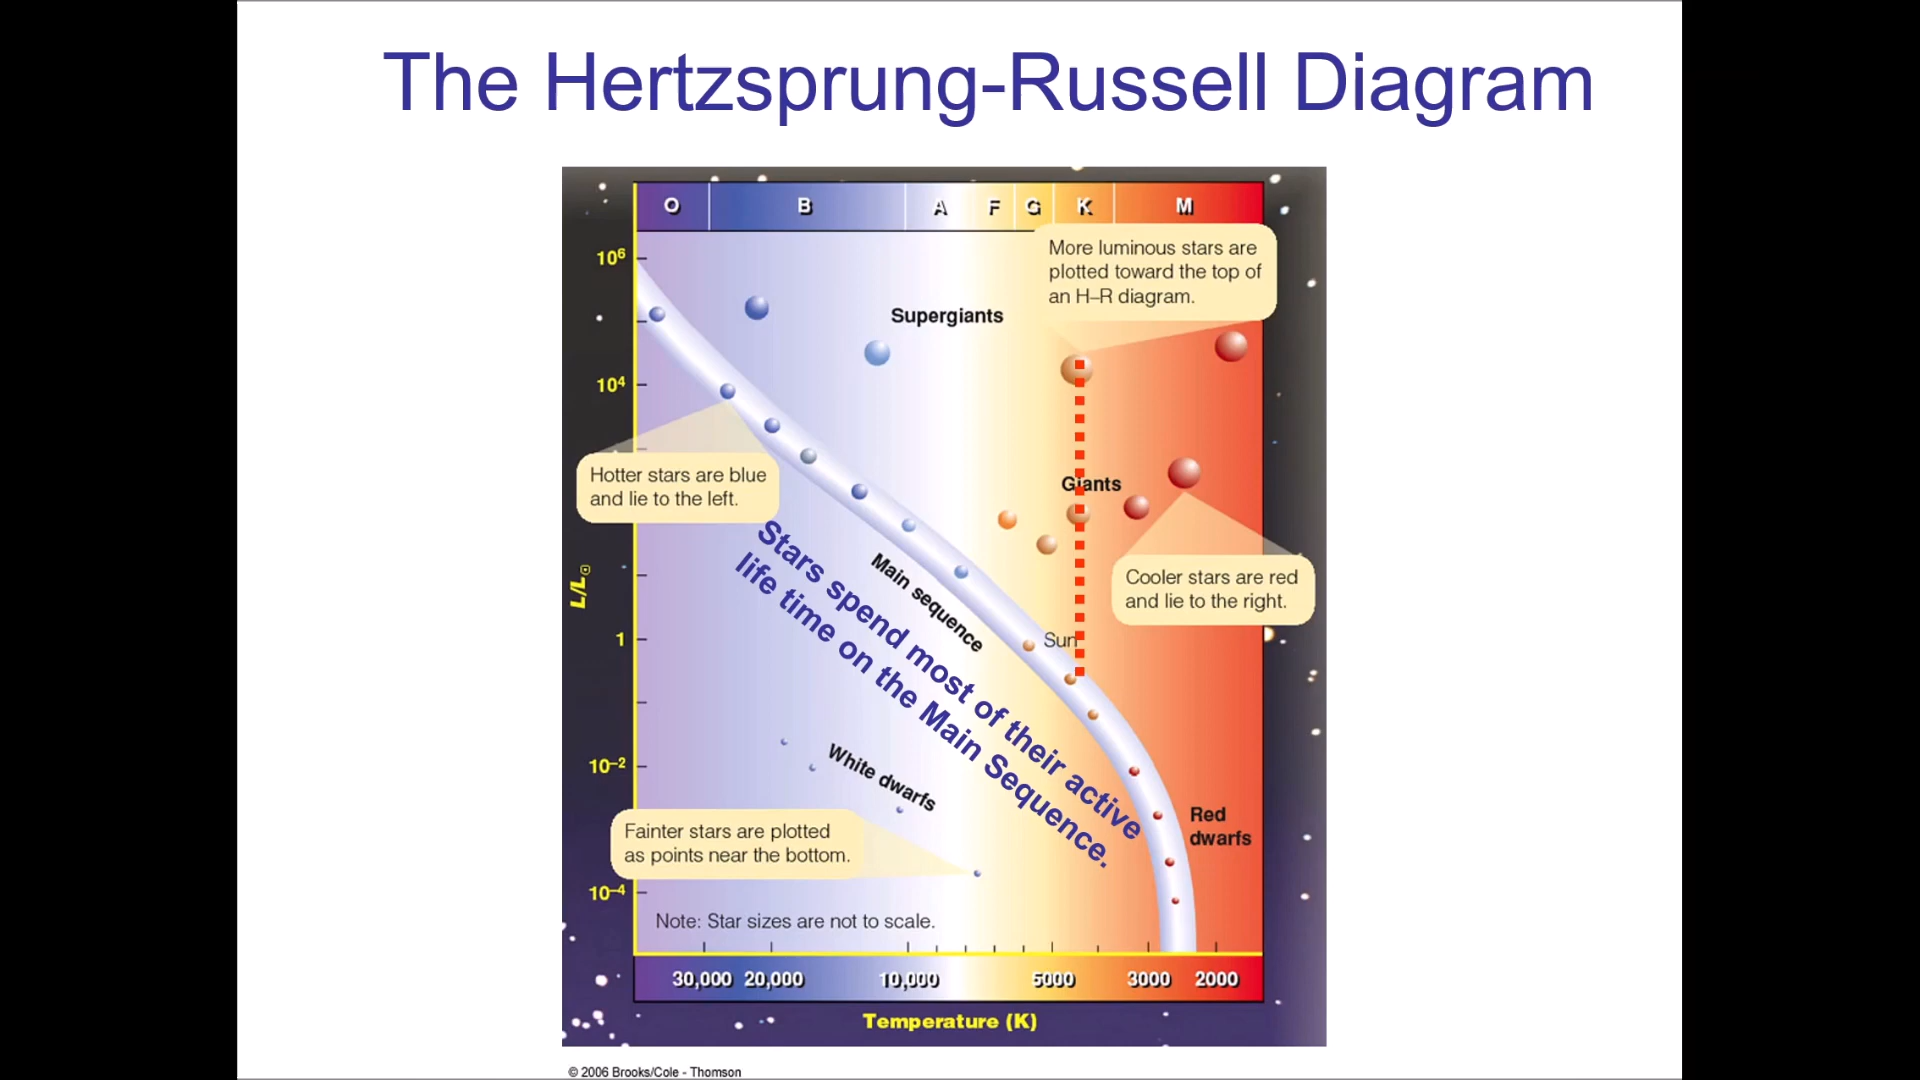 The Hertzsprung-Russell Diagram
O B A F G K M
More luminous stars are
plotted toward the top of
an H–R diagram.
10⁶
Supergiants
10⁴
Hotter stars are blue
and lie to the left.
Giants
Stars spend most of their active
life time on the Main Sequence.
Main sequence
Cooler stars are red
and lie to the right.
L/L☉
1
Sun
10⁻²
White dwarfs
Red
dwarfs
Fainter stars are plotted
as points near the bottom.
10⁻⁴
Note: Star sizes are not to scale.
30,000 20,000 10,000 5000 3000 2000
Temperature (K)
© 2006 Brooks/Cole - Thomson